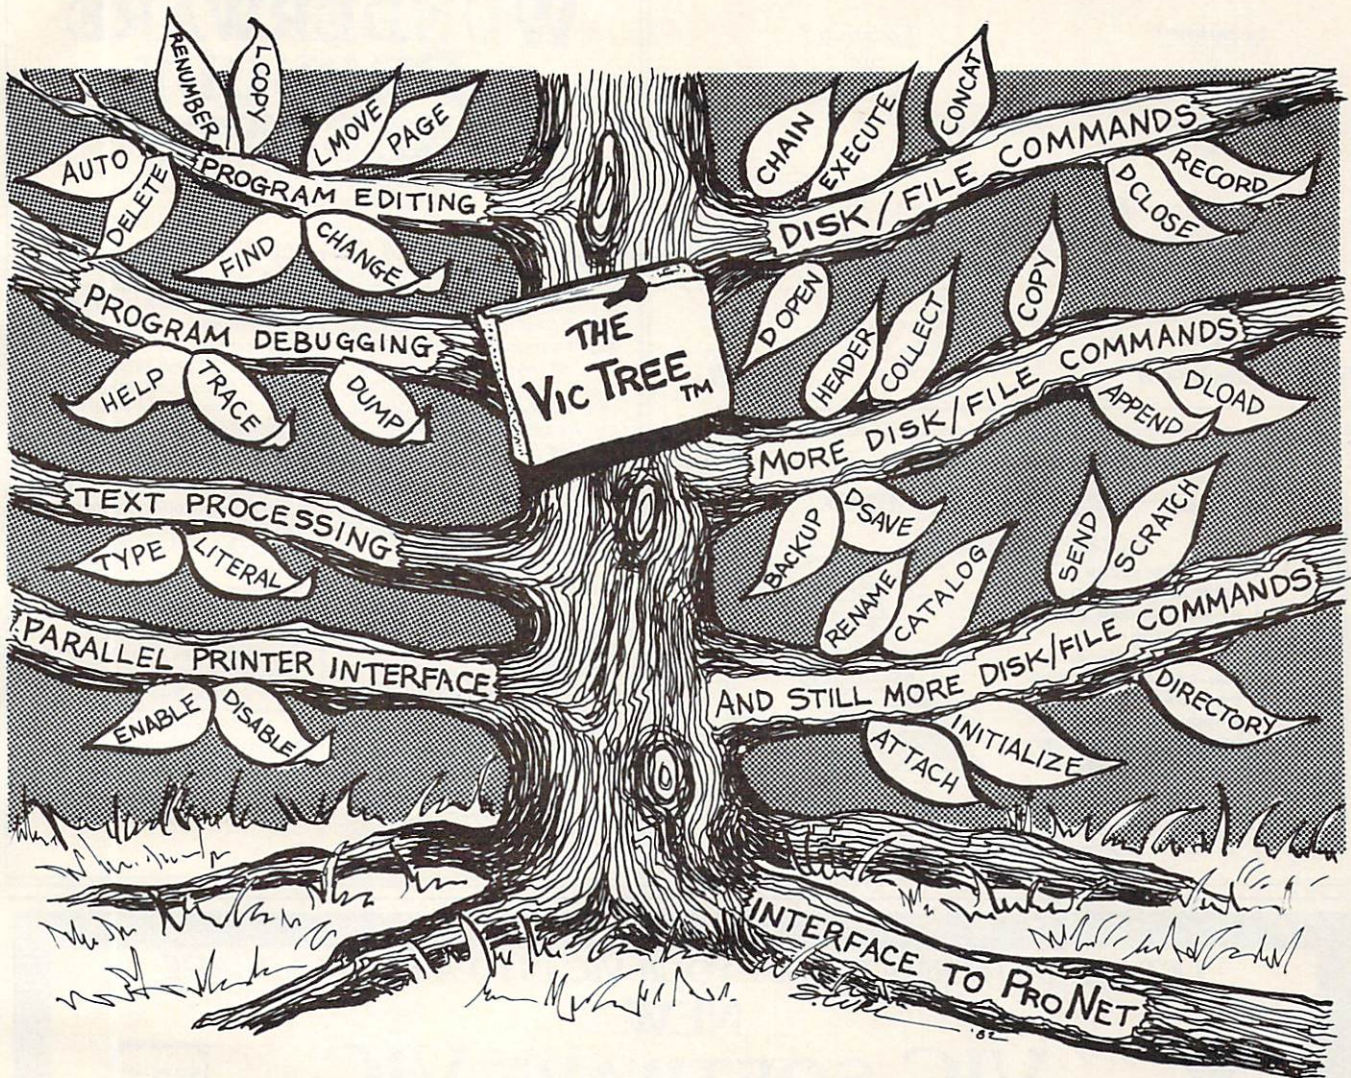 RENUMBER
LCOPY
LMOVE
PAGE
AUTO
DELETE
PROGRAM EDITING
FIND
CHANGE
PROGRAM DEBUGGING
HELP
TRACE
DUMP
TEXT PROCESSING
TYPE
LITERAL
PARALLEL PRINTER INTERFACE
ENABLE
DISABLE
THE
VIC TREE TM
CHAIN
EXECUTE
CONCAT
DISK/FILE COMMANDS
DCLOSE
RECORD
DOPEN
HEADER
COLLECT
COPY
MORE DISK/FILE COMMANDS
APPEND
DLOAD
BACKUP
DSAVE
RENAME
CATALOG
SEND
SCRATCH
AND STILL MORE DISK/FILE COMMANDS
ATTACH
INITIALIZE
DIRECTORY
INTERFACE TO PRONET
'82